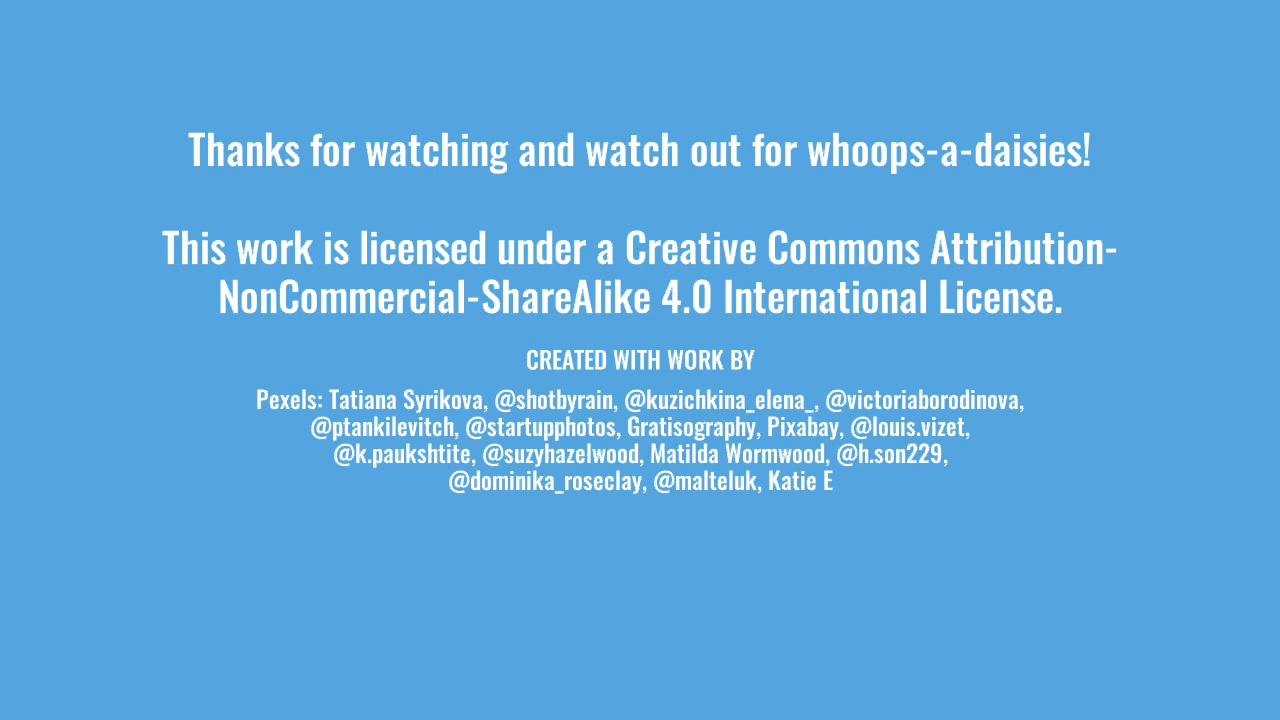 Thanks for watching and watch out for whoops-a-daisies!
This work is licensed under a Creative Commons Attribution-
NonCommercial-ShareAlike 4.0 International License.
CREATED WITH WORK BY
Pexels: Tatiana Syrikova, @shotbyrain, @kuzichkina_elena_, @victoriaborodinova,
@ptankilevitch, @startupphotos, Gratisography, Pixabay, @louis.vizet,
@k.paukshtite, @suzyhazelwood, Matilda Wormwood, @h.son229,
@dominika_roseclay, @malteluk, Katie E